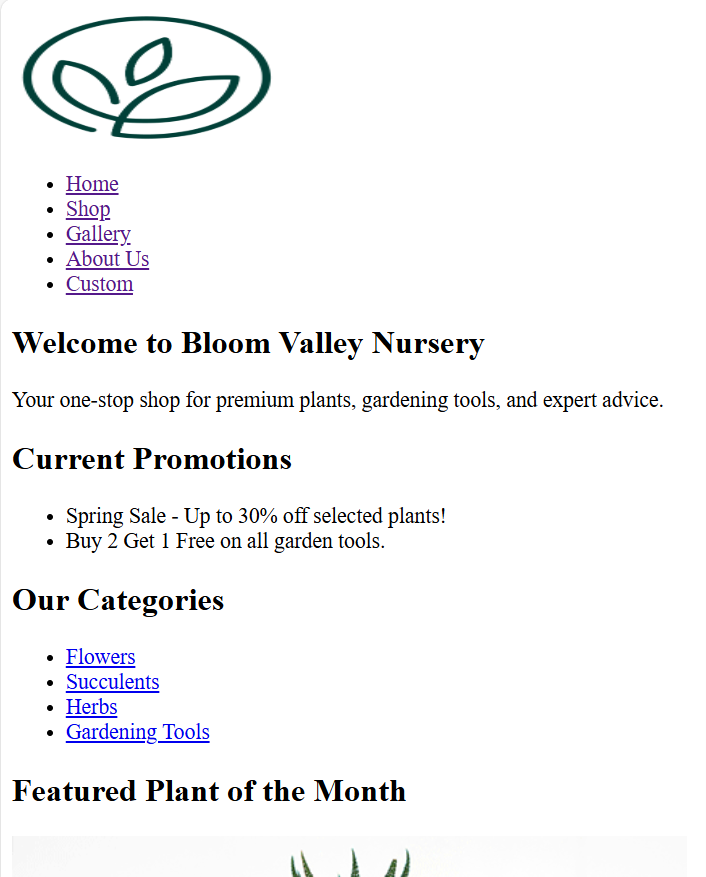 Home
Shop
Gallery
About Us
Custom
Welcome to Bloom Valley Nursery
Your one-stop shop for premium plants, gardening tools, and expert advice.
Current Promotions
Spring Sale - Up to 30% off selected plants!
Buy 2 Get 1 Free on all garden tools.
Our Categories
Flowers
Succulents
Herbs
Gardening Tools
Featured Plant of the Month